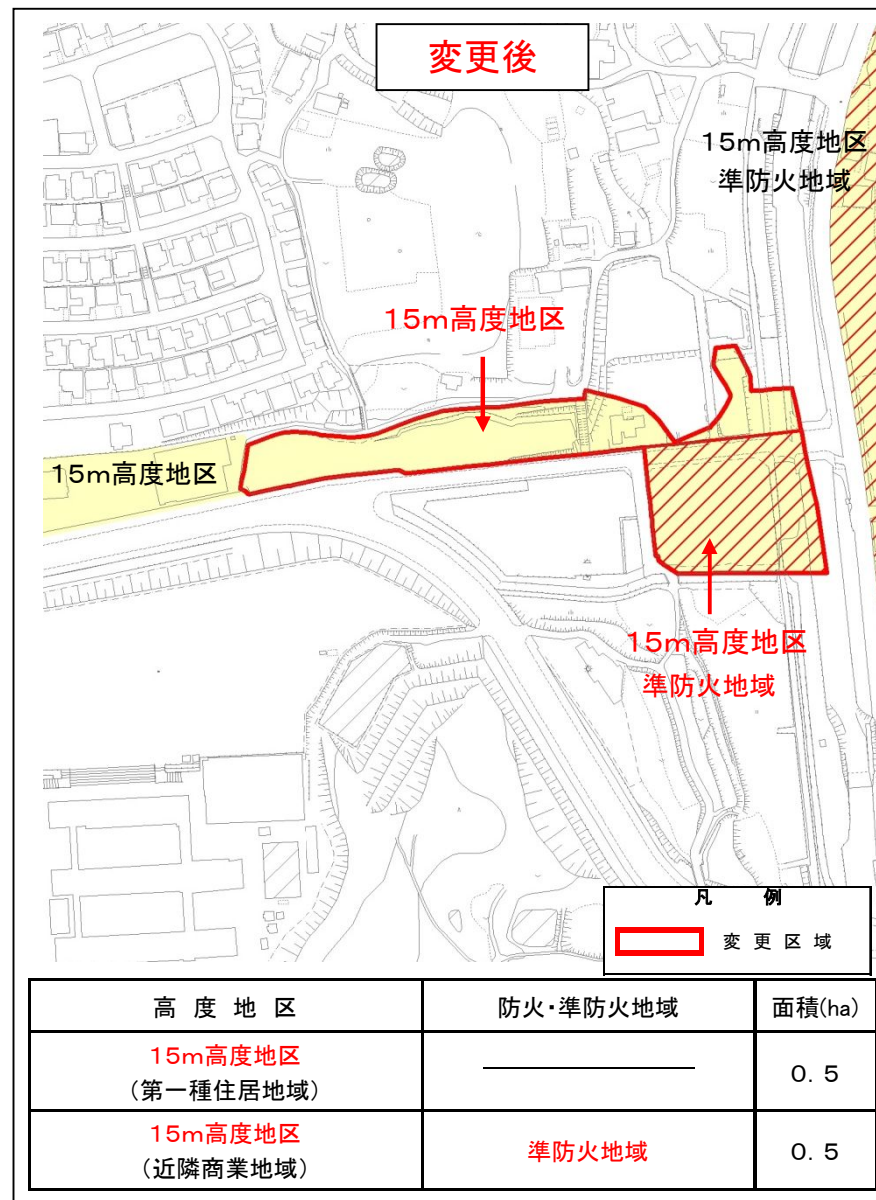 変更後
15m高度地区
準防火地域
15m高度地区
15m高度地区
15m高度地区
準防火地域
凡 例
変更区域
高度地区 防火・準防火地域 面積(ha)
15m高度地区
(第一種住居地域)
0.5
15m高度地区
(近隣商業地域)
準防火地域
0.5